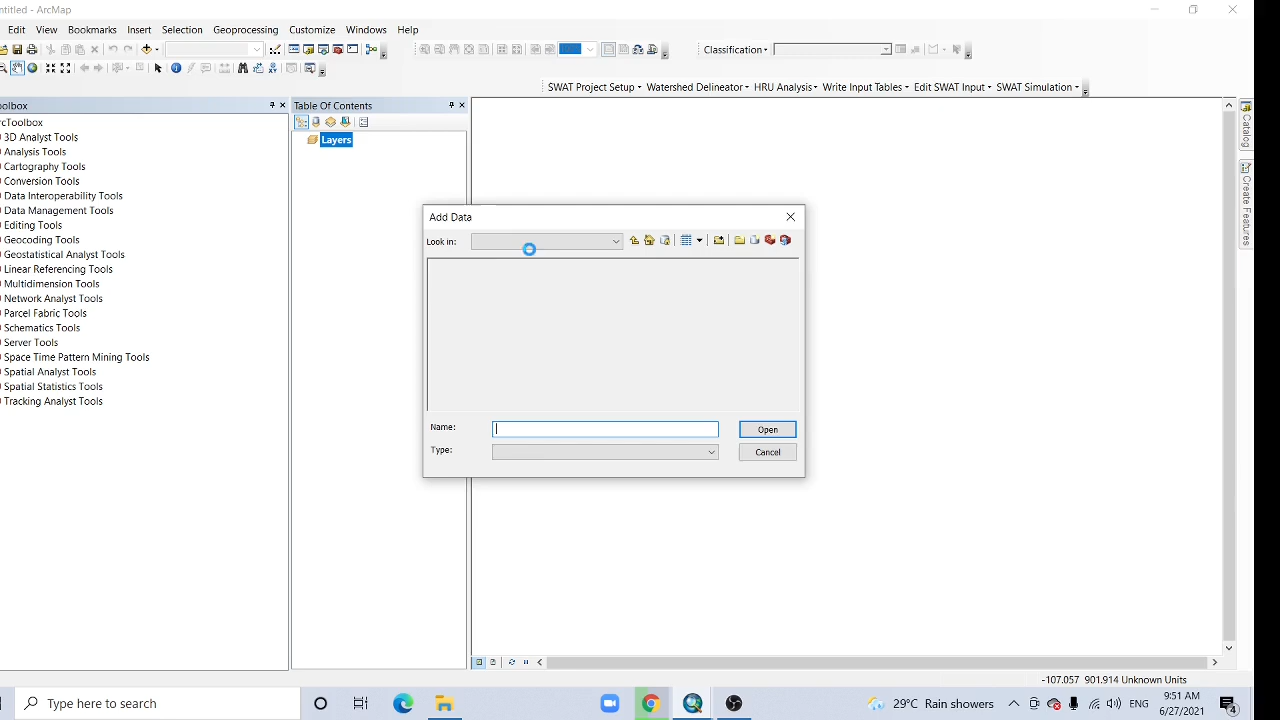 ntitled - ArcMap
Edit View Bookmarks Insert Selection Geoprocessing Customize Windows Help
Classification
SWAT Project Setup Watershed Delineator HRU Analysis Write Input Tables Edit SWAT Input SWAT Simulation
oolbox
rcToolbox
3D Analyst Tools
Analysis Tools
Cartography Tools
Conversion Tools
Data Interoperability Tools
Data Management Tools
Editing Tools
Geocoding Tools
Geostatistical Analyst Tools
Linear Referencing Tools
Multidimension Tools
Network Analyst Tools
Parcel Fabric Tools
Schematics Tools
Server Tools
Space Time Pattern Mining Tools
Spatial Analyst Tools
Spatial Statistics Tools
Tracking Analyst Tools
Table Of Contents
Layers
Add Data
Look in:
Name:
Open
Type:
Cancel
Catalog
Create Features
-107.057 901.914 Unknown Units
Type here to search
29°C Rain showers
ENG
9:51 AM
6/27/2021
4